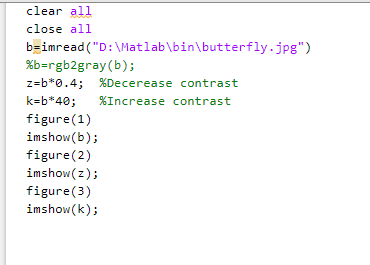 clear all
close all
b=imread("D:\Matlab\bin\butterfly.jpg")
%b=rgb2gray(b);
z=b*0.4;  %Decerease contrast
k=b*40;   %Increase contrast
figure(1)
imshow(b);
figure(2)
imshow(z);
figure(3)
imshow(k);